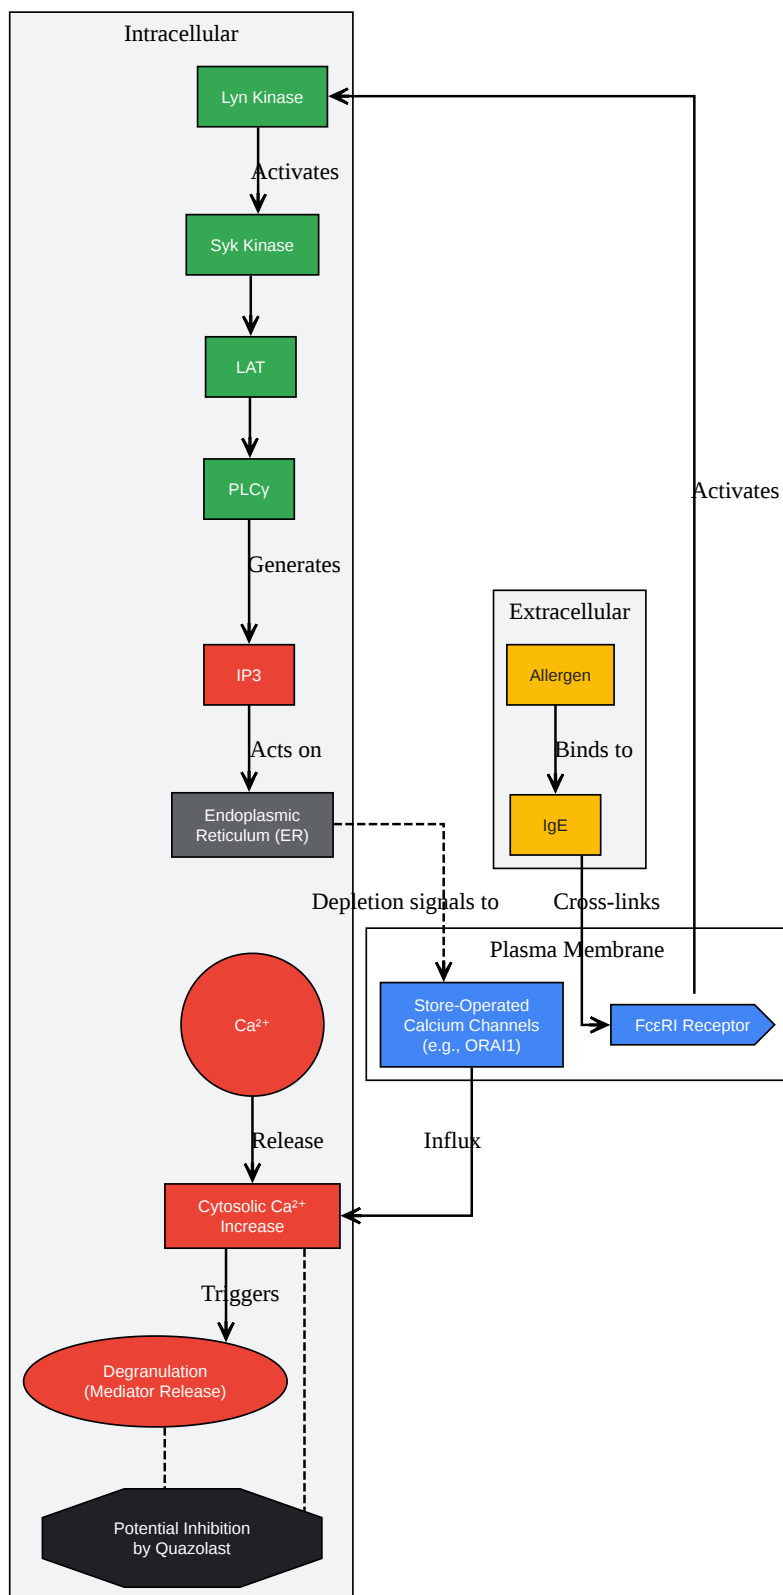 Intracellular
Lyn Kinase
Activates
Syk Kinase
LAT
PLCγ
Activates
Generates
Extracellular
IP3
Allergen
Acts on
Binds to
Endoplasmic
Reticulum (ER)
IgE
Depletion signals to
Cross-links
Plasma Membrane
Ca²⁺
Store-Operated
Calcium Channels
(e.g., ORAI1)
FcεRI Receptor
Release
Influx
Cytosolic Ca²⁺
Increase
Triggers
Degranulation
(Mediator Release)
Potential Inhibition
by Quazolast